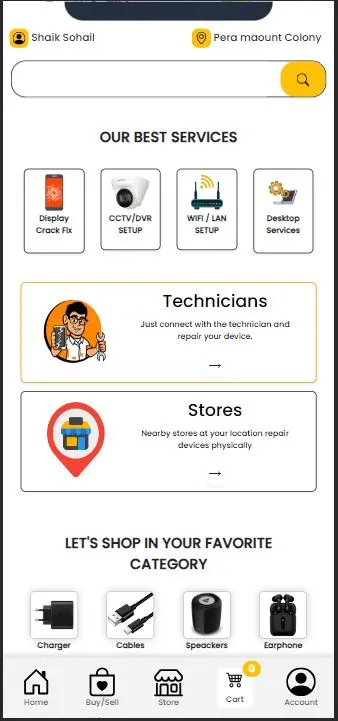 Shaik Sohail
Pera maount Colony
OUR BEST SERVICES
Display
Crack Fix
CCTV/DVR
SETUP
WIFI / LAN
SETUP
Desktop
Services
Technicians
Just connect with the technician and
repair your device.
→
Stores
Nearby stores at your location repair
devices physically
→
LET'S SHOP IN YOUR FAVORITE
CATEGORY
Charger
Cables
Speackers
Earphone
Home
Buy/Sell
Store
0
Cart
Account